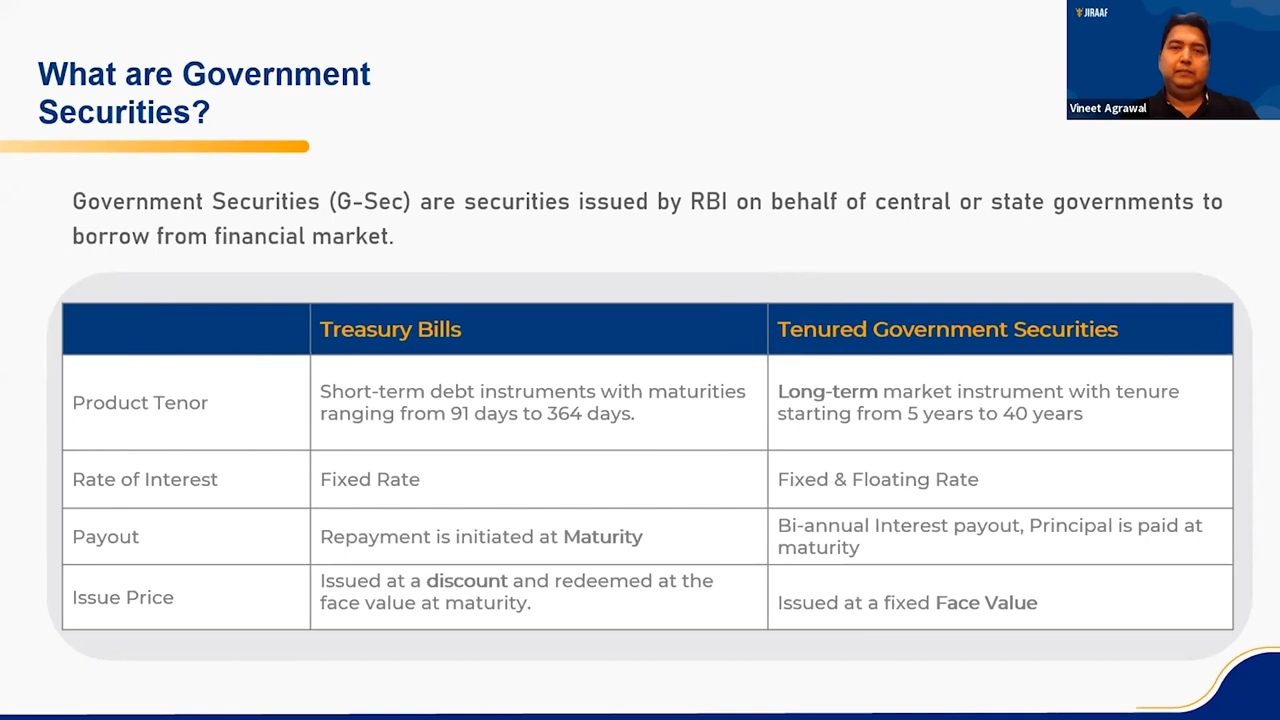 JIRAAF
Vineet Agrawal
What are Government
Securities?
Government Securities (G-Sec) are securities issued by RBI on behalf of central or state governments to
borrow from financial market.
Treasury Bills
Tenured Government Securities
Product Tenor
Short-term debt instruments with maturities
ranging from 91 days to 364 days.
Long-term market instrument with tenure
starting from 5 years to 40 years
Rate of Interest
Fixed Rate
Fixed & Floating Rate
Payout
Repayment is initiated at Maturity
Bi-annual Interest payout, Principal is paid at
maturity
Issue Price
Issued at a discount and redeemed at the
face value at maturity.
Issued at a fixed Face Value